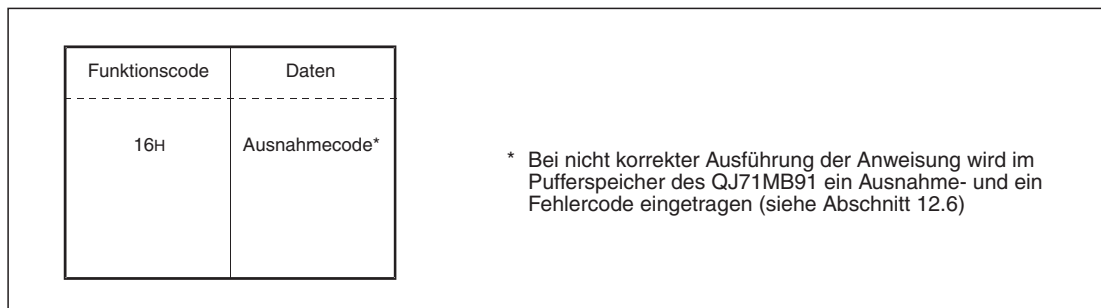 Funktionscode Daten
16H Ausnahmecode*
* Bei nicht korrekter Ausführung der Anweisung wird im
Pufferspeicher des QJ71MB91 ein Ausnahme- und ein
Fehlercode eingetragen (siehe Abschnitt 12.6)